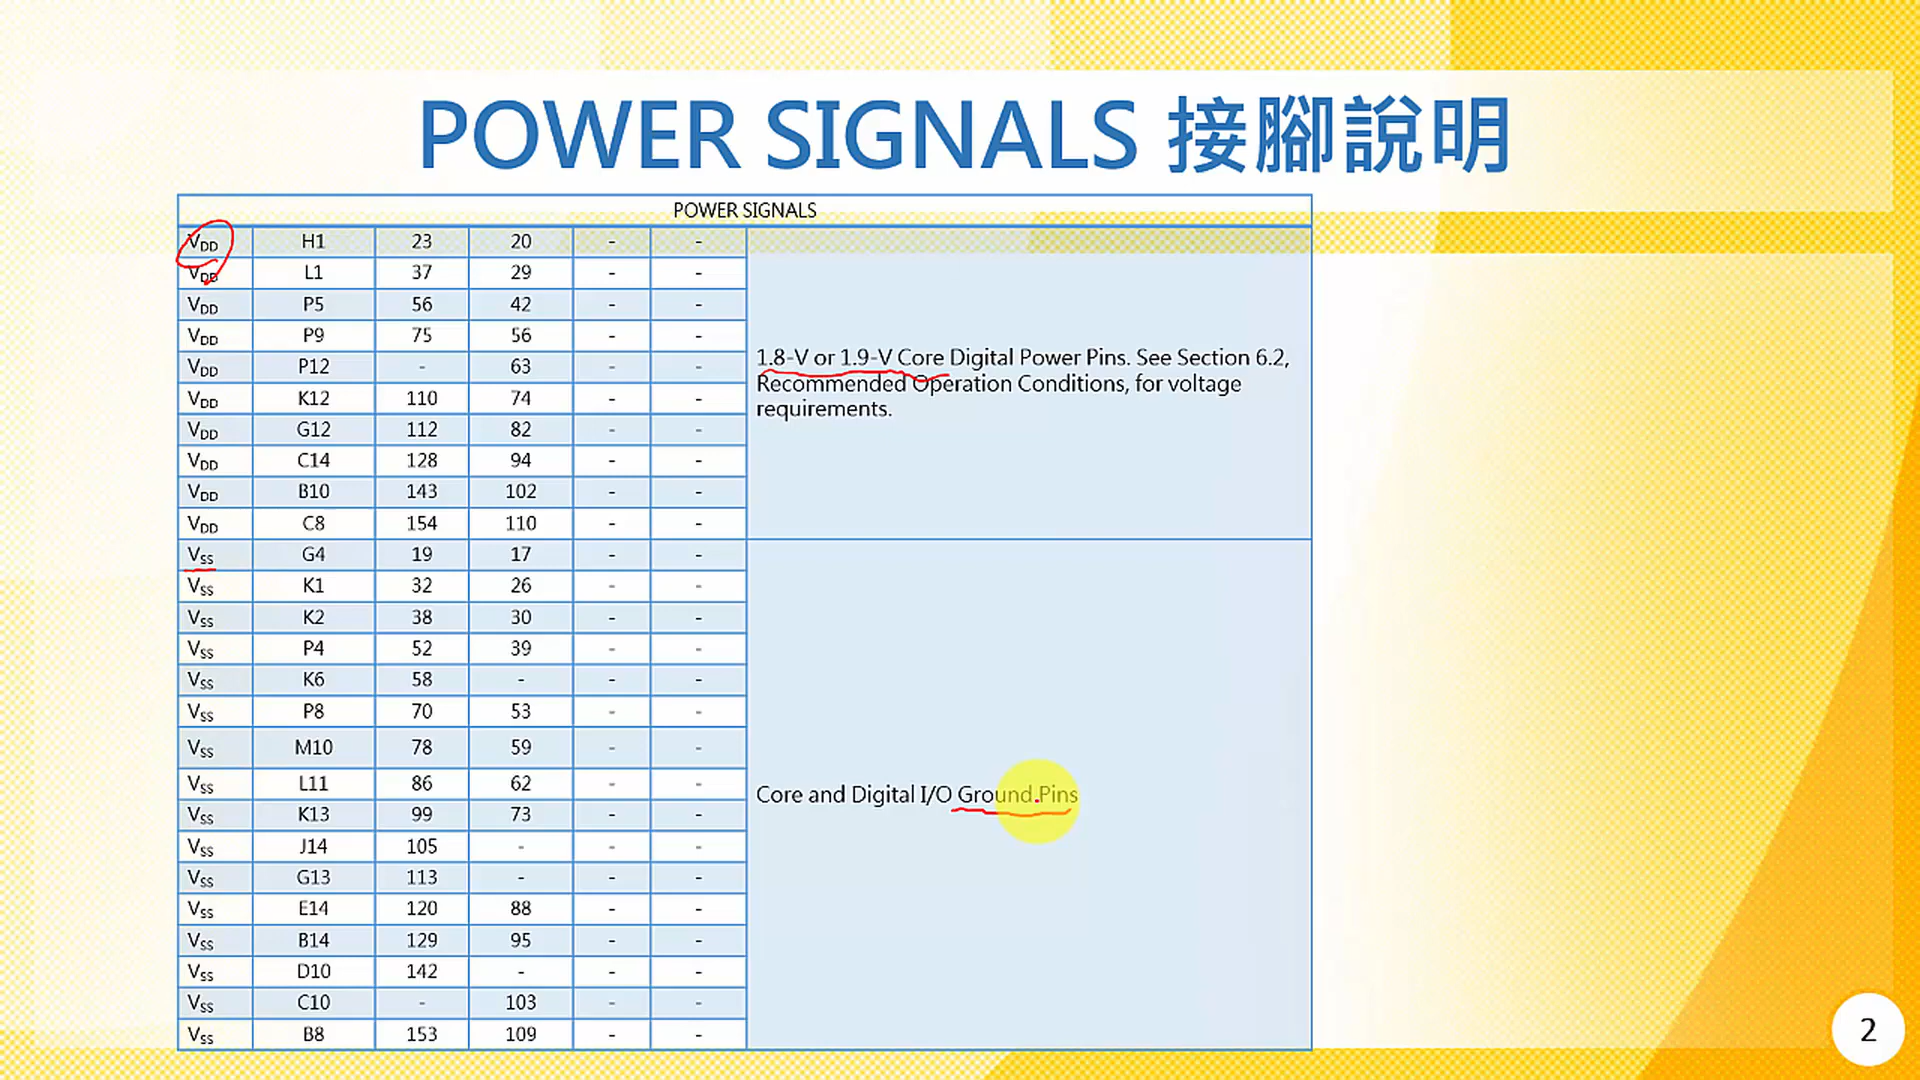 POWER SIGNALS 接腳說明
POWER SIGNALS
VDD H1 23 20 - -
VDD L1 37 29 - -
VDD P5 56 42 - -
VDD P9 75 56 - -
VDD P12 - 63 - -
VDD K12 110 74 - -
VDD G12 112 82 - -
VDD C14 128 94 - -
VDD B10 143 102 - -
VDD C8 154 110 - -
1.8-V or 1.9-V Core Digital Power Pins. See Section 6.2,
Recommended Operation Conditions, for voltage
requirements.
VSS G4 19 17 - -
VSS K1 32 26 - -
VSS K2 38 30 - -
VSS P4 52 39 - -
VSS K6 58 - - -
VSS P8 70 53 - -
VSS M10 78 59 - -
VSS L11 86 62 - -
VSS K13 99 73 - -
VSS J14 105 - - -
VSS G13 113 - - -
VSS E14 120 88 - -
VSS B14 129 95 - -
VSS D10 142 - - -
VSS C10 - 103 - -
VSS B8 153 109 - -
Core and Digital I/O Ground Pins
2